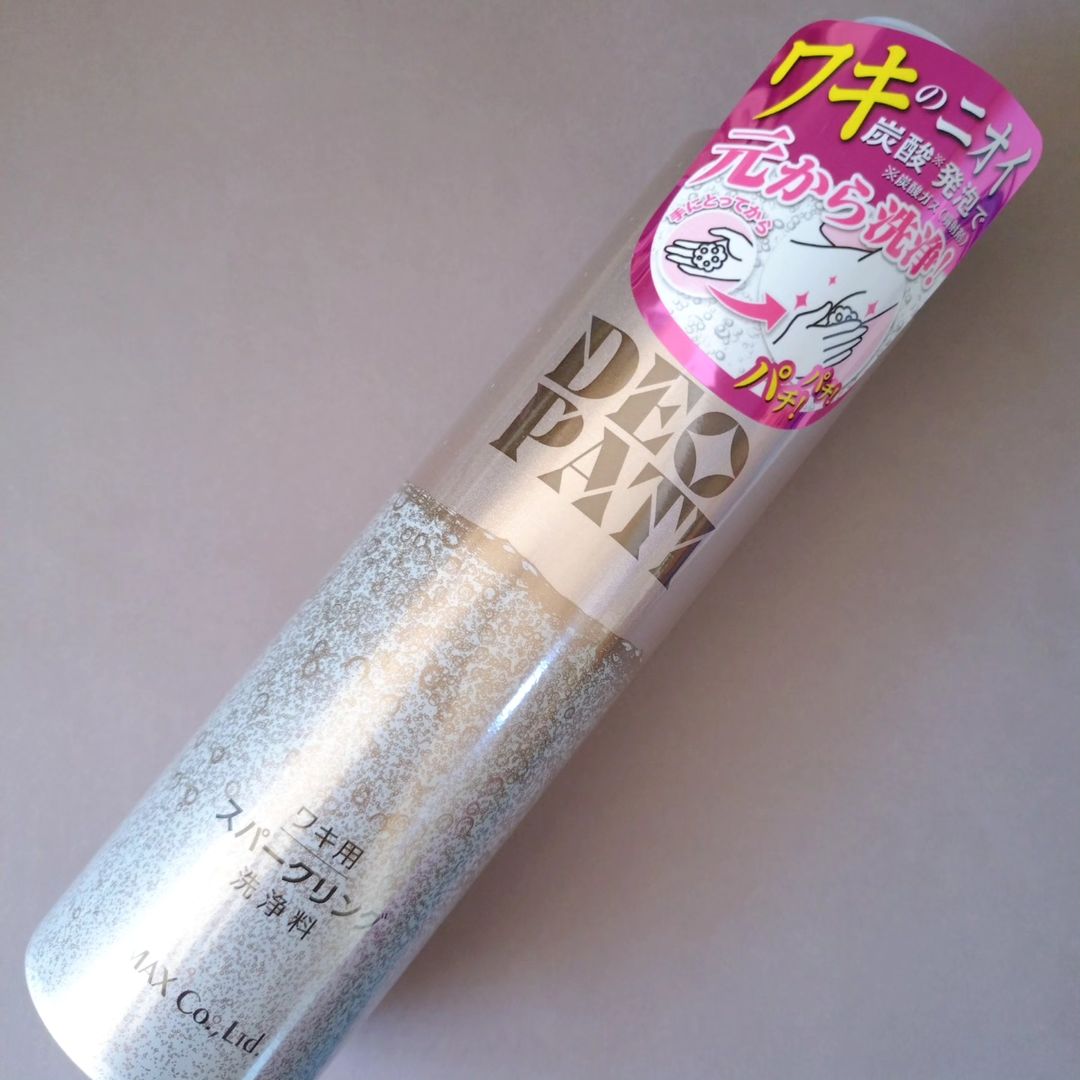 ワキのニオイ
炭酸※発泡で
※炭酸ガス(噴射剤)
元から洗浄!
手にとってから
パチ!
パチ!
DEO
PATY
ワキ用
スパークリング
洗浄料
MAX Co., Ltd.